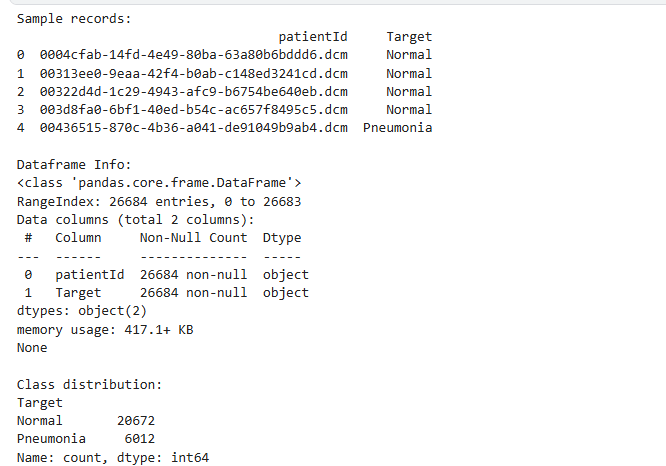 Sample records:
patientId Target
0 0004cfab-14fd-4e49-80ba-63a80b6bddd6.dcm Normal
1 00313ee0-9eaa-42f4-b0ab-c148ed3241cd.dcm Normal
2 00322d4d-1c29-4943-afc9-b6754be640eb.dcm Normal
3 003d8fa0-6bf1-40ed-b54c-ac657f8495c5.dcm Normal
4 00436515-870c-4b36-a041-de91049b9ab4.dcm Pneumonia
Dataframe Info:
<class 'pandas.core.frame.DataFrame'>
RangeIndex: 26684 entries, 0 to 26683
Data columns (total 2 columns):
# Column Non-Null Count Dtype
--- ------ -------------- -----
0 patientId 26684 non-null object
1 Target 26684 non-null object
dtypes: object(2)
memory usage: 417.1+ KB
None
Class distribution:
Target
Normal 20672
Pneumonia 6012
Name: count, dtype: int64